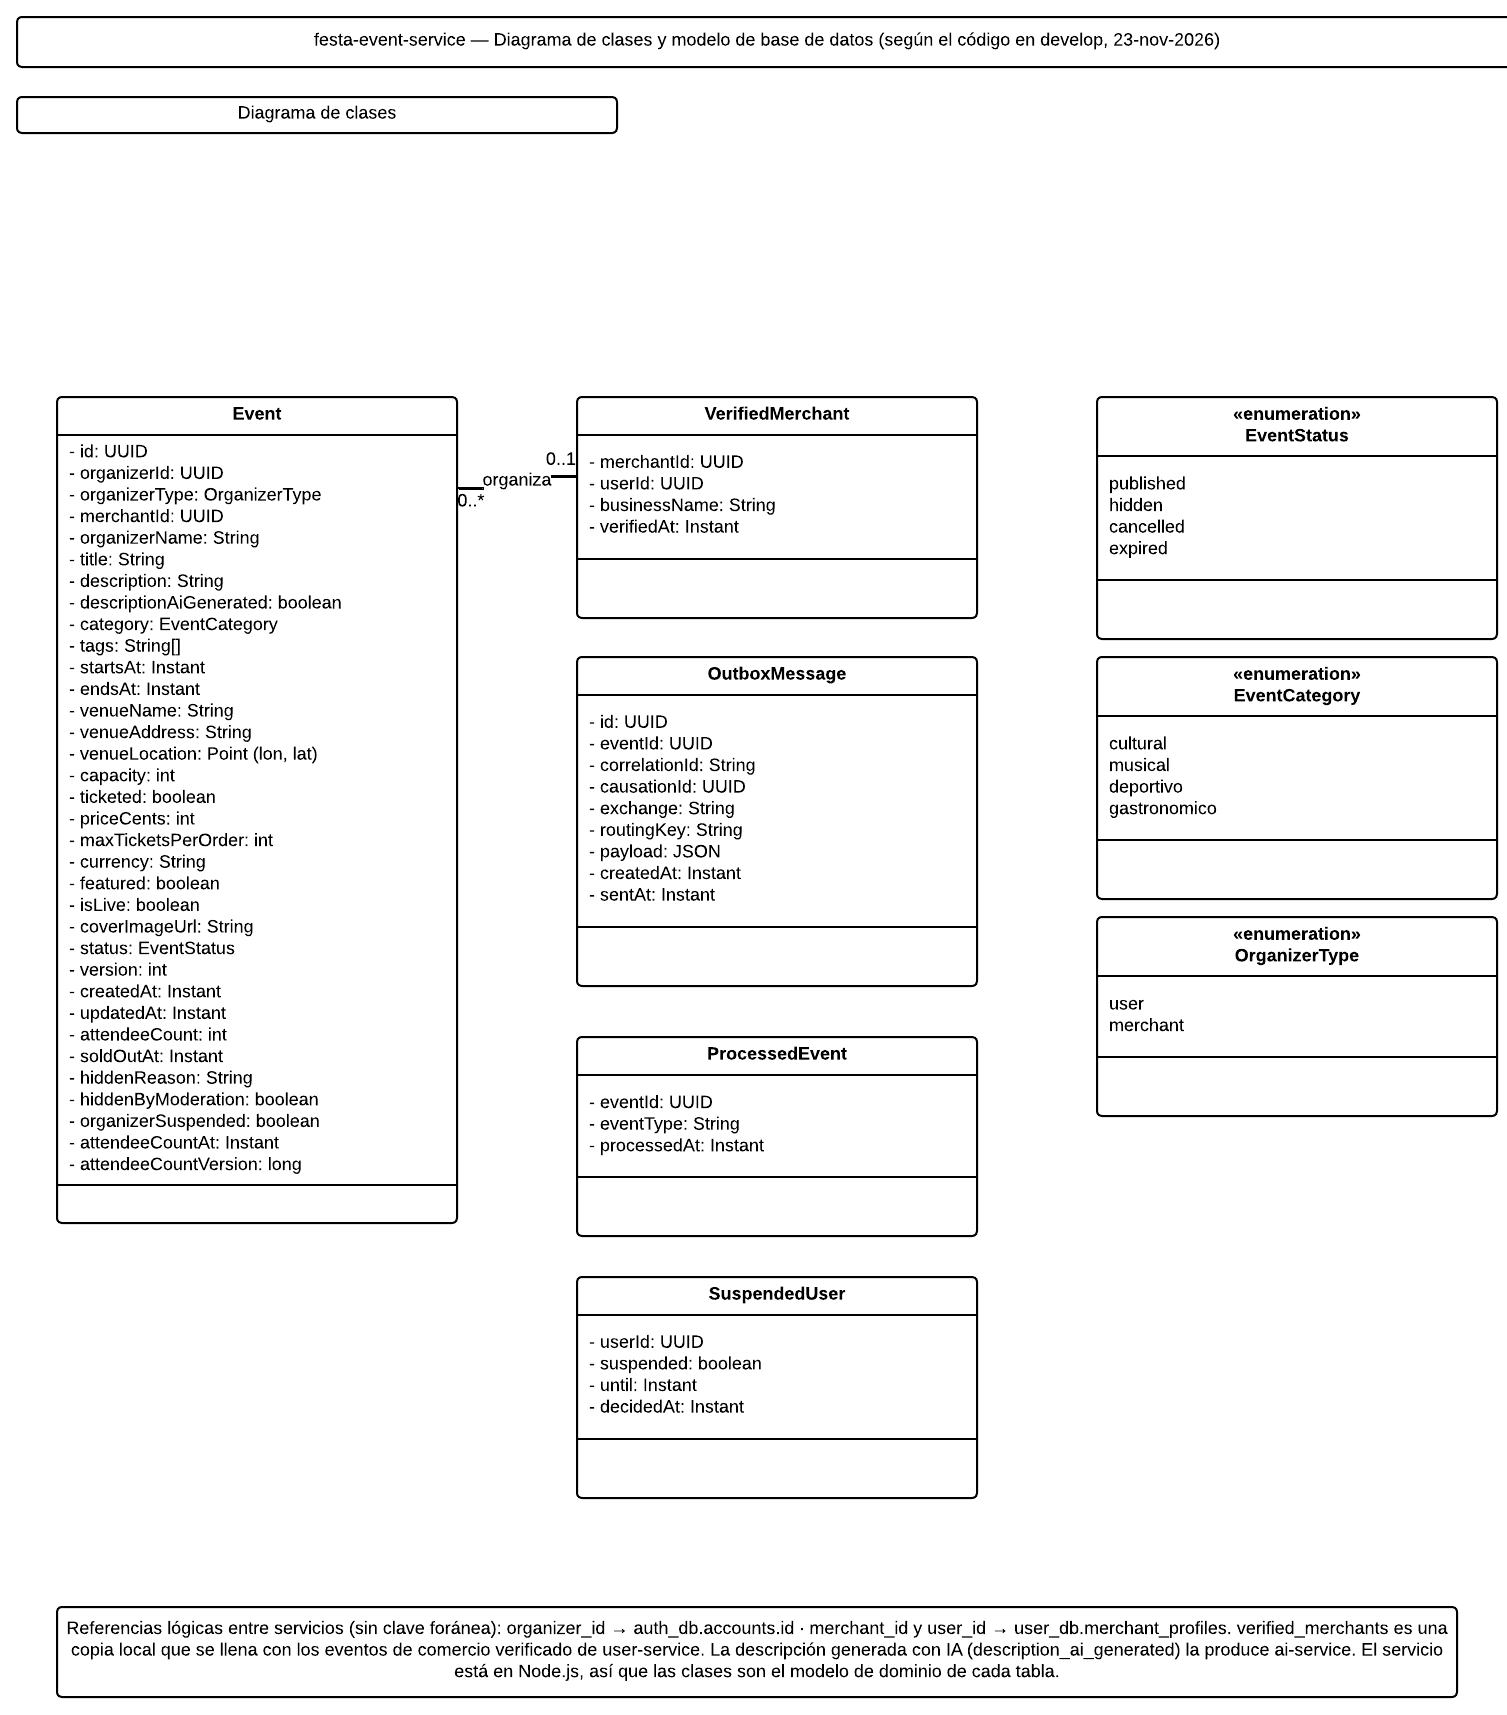 festa-event-service — Diagrama de clases y modelo de base de datos (según el código en develop, 23-nov-2026)
Diagrama de clases
Event
- id: UUID
- organizerId: UUID
- organizerType: OrganizerType
- merchantId: UUID
- organizerName: String
- title: String
- description: String
- descriptionAiGenerated: boolean
- category: EventCategory
- tags: String[]
- startsAt: Instant
- endsAt: Instant
- venueName: String
- venueAddress: String
- venueLocation: Point (lon, lat)
- capacity: int
- ticketed: boolean
- priceCents: int
- maxTicketsPerOrder: int
- currency: String
- featured: boolean
- isLive: boolean
- coverImageUrl: String
- status: EventStatus
- version: int
- createdAt: Instant
- updatedAt: Instant
- attendeeCount: int
- soldOutAt: Instant
- hiddenReason: String
- hiddenByModeration: boolean
- organizerSuspended: boolean
- attendeeCountAt: Instant
- attendeeCountVersion: long
0..1
organiza
0..*
VerifiedMerchant
- merchantId: UUID
- userId: UUID
- businessName: String
- verifiedAt: Instant
OutboxMessage
- id: UUID
- eventId: UUID
- correlationId: String
- causationId: UUID
- exchange: String
- routingKey: String
- payload: JSON
- createdAt: Instant
- sentAt: Instant
ProcessedEvent
- eventId: UUID
- eventType: String
- processedAt: Instant
SuspendedUser
- userId: UUID
- suspended: boolean
- until: Instant
- decidedAt: Instant
«enumeration»
EventStatus
published
hidden
cancelled
expired
«enumeration»
EventCategory
cultural
musical
deportivo
gastronomico
«enumeration»
OrganizerType
user
merchant
Referencias lógicas entre servicios (sin clave foránea): organizer_id → auth_db.accounts.id · merchant_id y user_id → user_db.merchant_profiles. verified_merchants es una
copia local que se llena con los eventos de comercio verificado de user-service. La descripción generada con IA (description_ai_generated) la produce ai-service. El servicio
está en Node.js, así que las clases son el modelo de dominio de cada tabla.